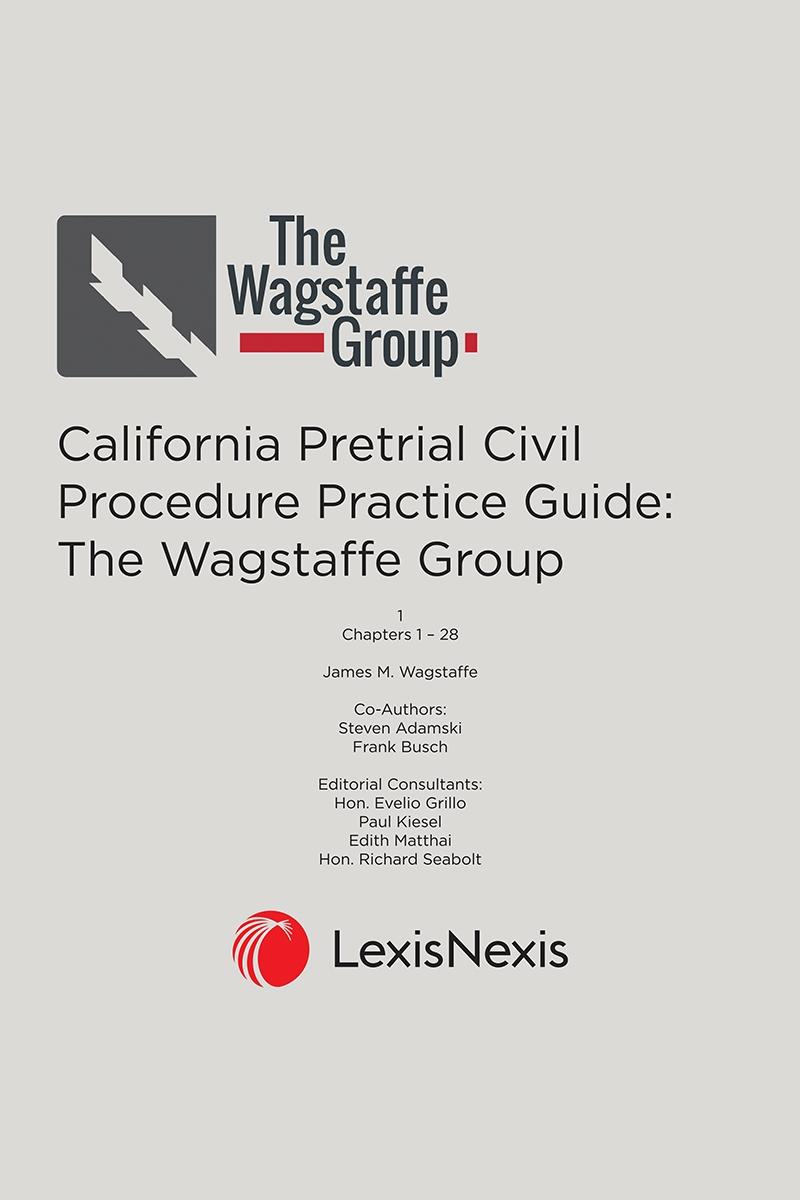 The
Wagstaffe
Group
California Pretrial Civil
Procedure Practice Guide:
The Wagstaffe Group
1
Chapters 1 – 28
James M. Wagstaffe
Co-Authors:
Steven Adamski
Frank Busch
Editorial Consultants:
Hon. Evelio Grillo
Paul Kiesel
Edith Matthai
Hon. Richard Seabolt
LexisNexis